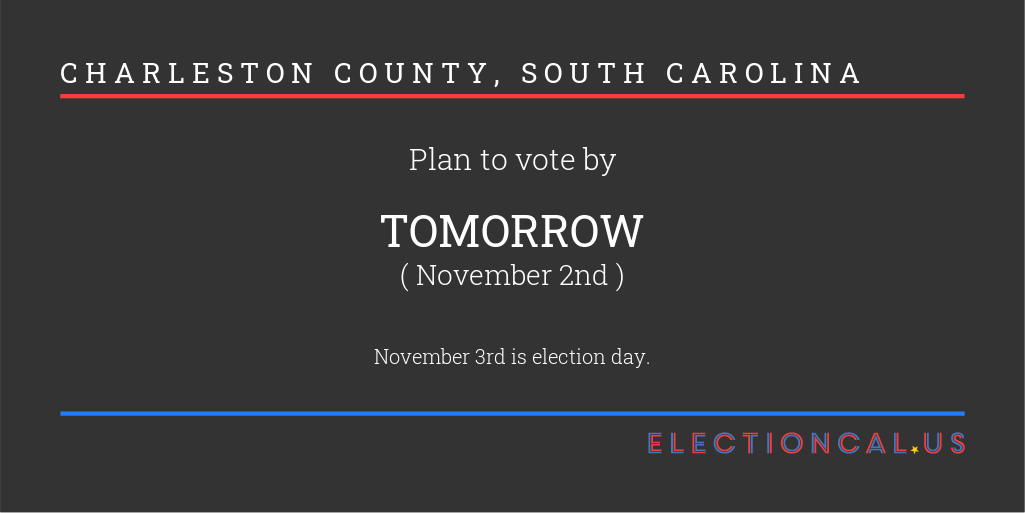 CHARLESTON COUNTY, SOUTH CAROLINA
Plan to vote by
TOMORROW
( November 2nd )
November 3rd is election day.
ELECTIONCAL.US